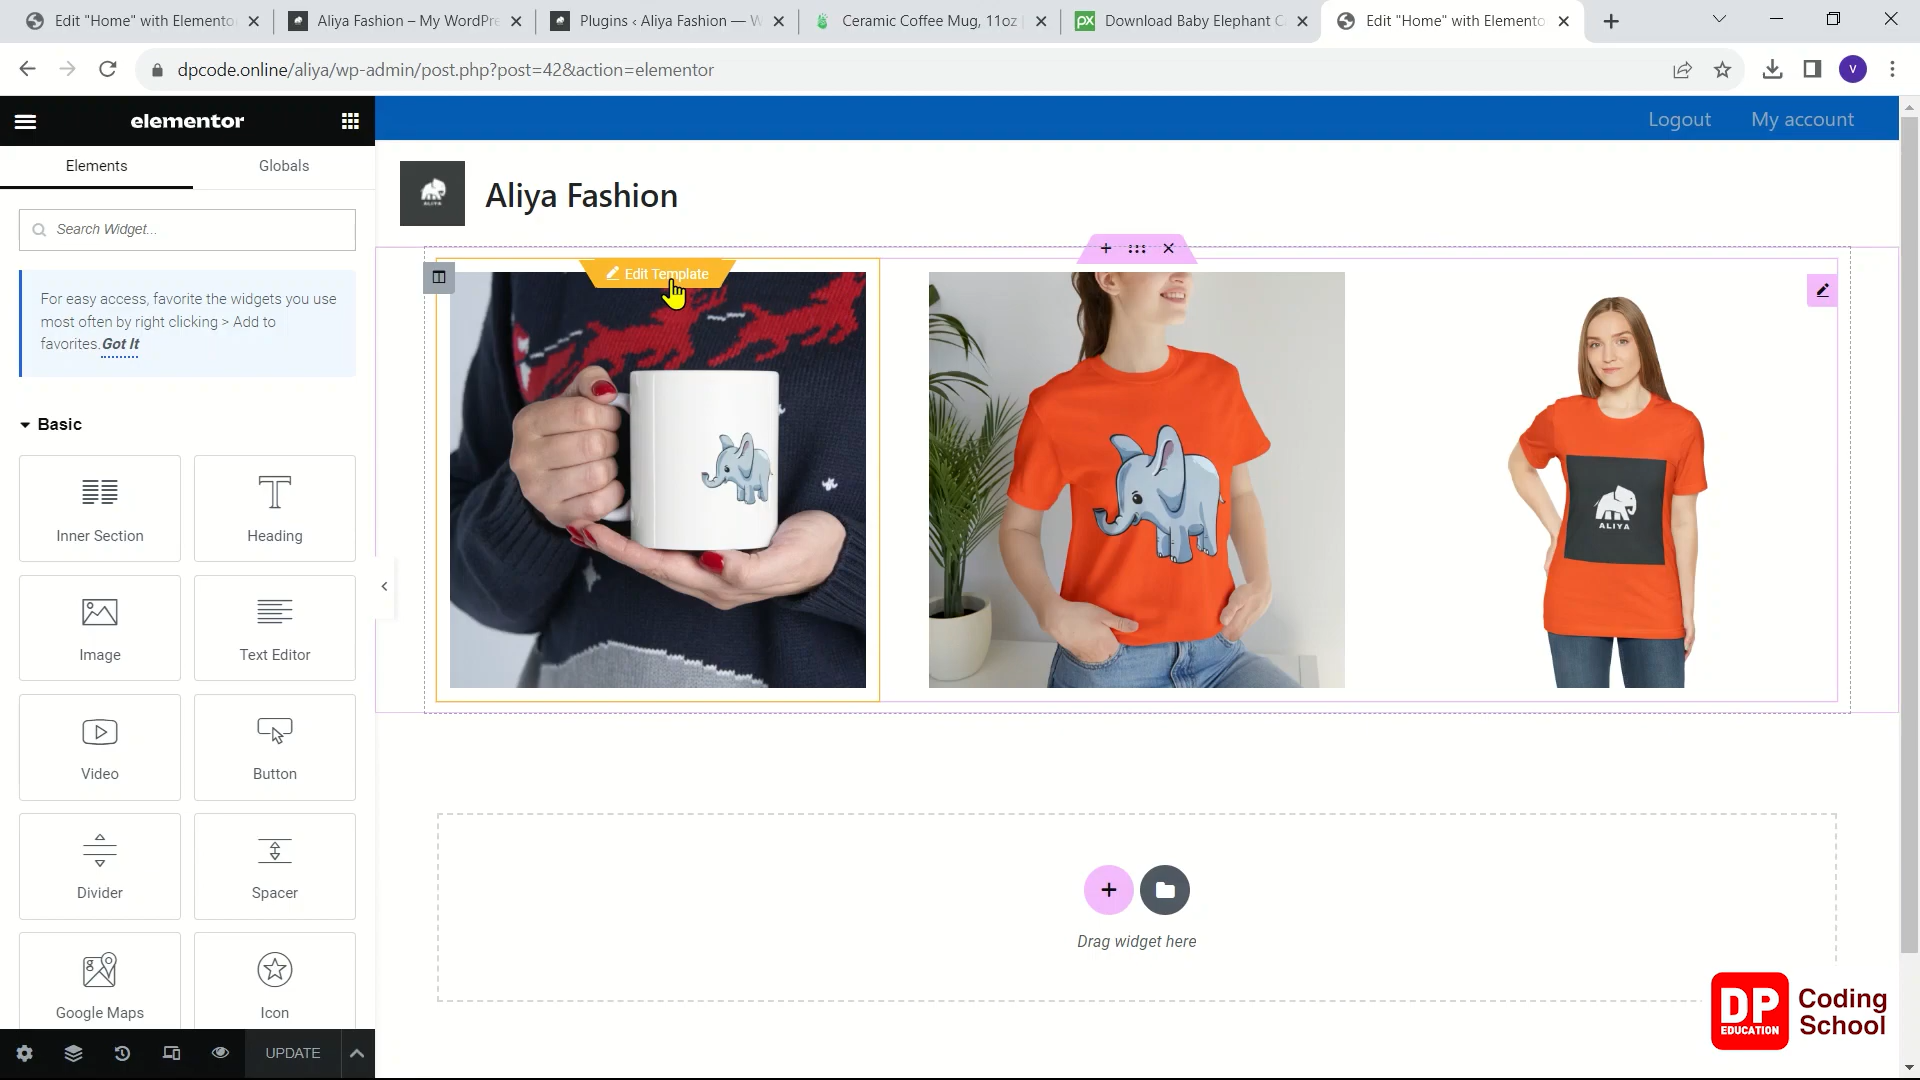 Edit "Home" with Elemento
Aliya Fashion – My WordPre
Plugins ‹ Aliya Fashion — W
Ceramic Coffee Mug, 11oz
Download Baby Elephant C
Edit "Home" with Elemento
dpcode.online/aliya/wp-admin/post.php?post=42&action=elementor
V
elementor
Logout
My account
Elements
Globals
ALIYA
Aliya Fashion
Search Widget...
Edit Template
For easy access, favorite the widgets you use
most often by right clicking > Add to
favorites. Got It
Basic
Inner Section
Heading
Image
Text Editor
Video
Button
Divider
Spacer
Google Maps
Icon
ALIYA
Drag widget here
UPDATE
DP
EDUCATION
Coding
School